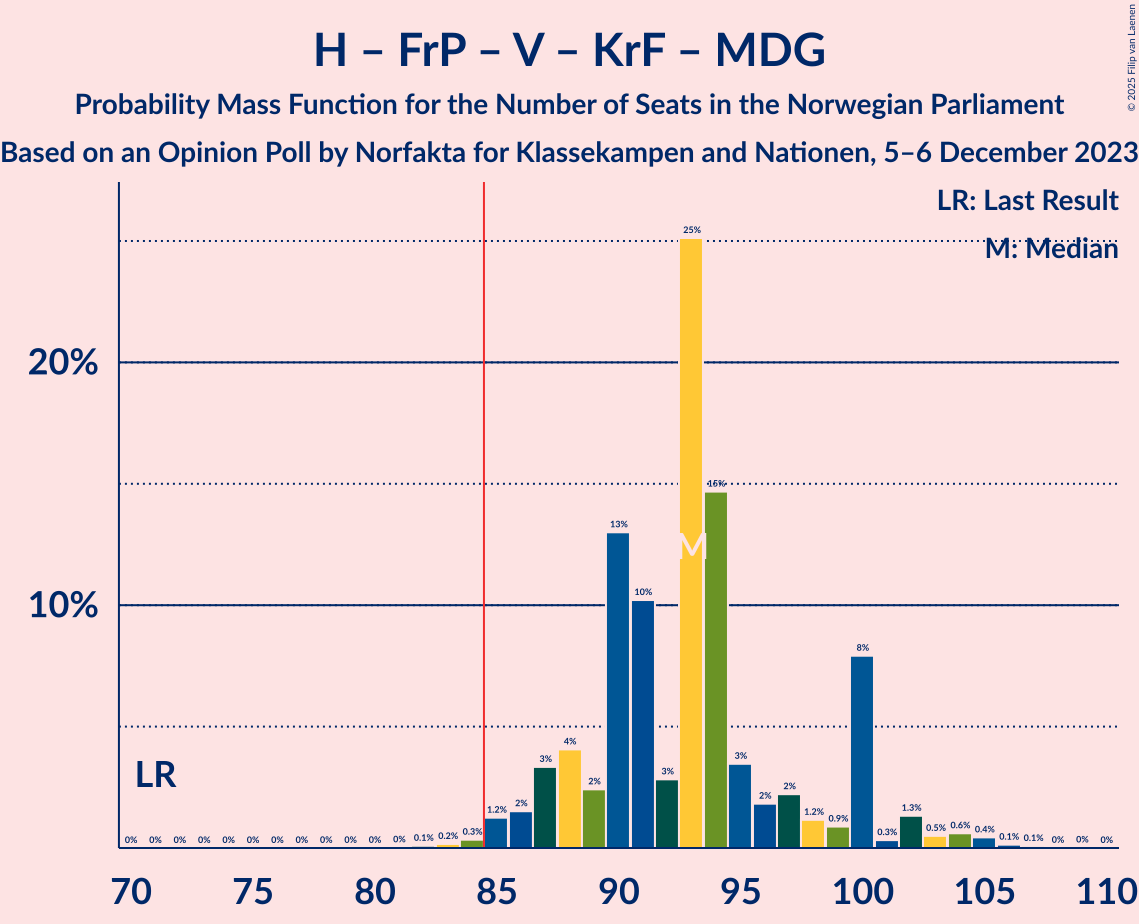 H – FrP – V – KrF – MDG
Probability Mass Function for the Number of Seats in the Norwegian Parliament
Based on an Opinion Poll by Norfakta for Klassekampen and Nationen, 5–6 December 2023
© 2025 Filip van Laenen
LR: Last Result
M: Median
25%
20%
16%
13%
M
10%
10%
8%
4%
3% 2% 3% 3% 2% 2%
LR
0% 0% 0% 0% 0% 0% 0% 0% 0% 0% 0% 0% 0.1% 0.2% 0.3% 1.2% 2% 1.2% 0.9% 0.3% 1.3% 0.5% 0.6% 0.4% 0.1% 0.1% 0% 0% 0%
70 75 80 85 90 95 100 105 110